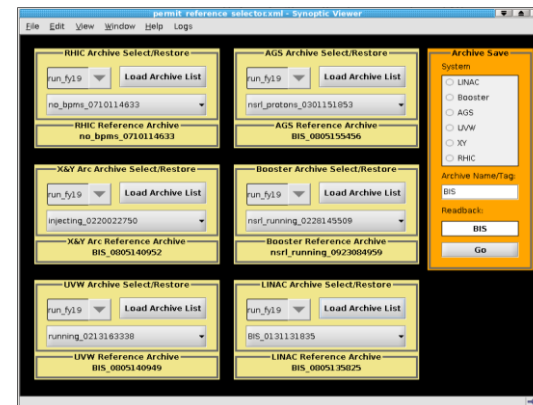 permit reference selector.xml - Synoptic Viewer
File Edit View Window Help Logs
RHIC Archive Select/Restore
run_fy19 Load Archive List
no_bpms_0710114633
RHIC Reference Archive
no_bpms_0710114633
AGS Archive Select/Restore
run_fy19 Load Archive List
nsrl_protons_0301151853
AGS Reference Archive
BIS_0805155456
X&Y Arc Archive Select/Restore
run_fy19 Load Archive List
injecting_0220022750
X&Y Arc Reference Archive
BIS_0805140952
Booster Archive Select/Restore
run_fy19 Load Archive List
nsrl_running_0228145509
Booster Reference Archive
nsrl_running_0923084959
UVW Archive Select/Restore
run_fy19 Load Archive List
running_0213163338
UVW Reference Archive
BIS_0805140949
LINAC Archive Select/Restore
run_fy19 Load Archive List
BIS_0131131835
LINAC Reference Archive
BIS_0805135825
Archive Save
System
LINAC
Booster
AGS
UVW
XY
RHIC
Archive Name/Tag:
BIS
Readback:
BIS
Go